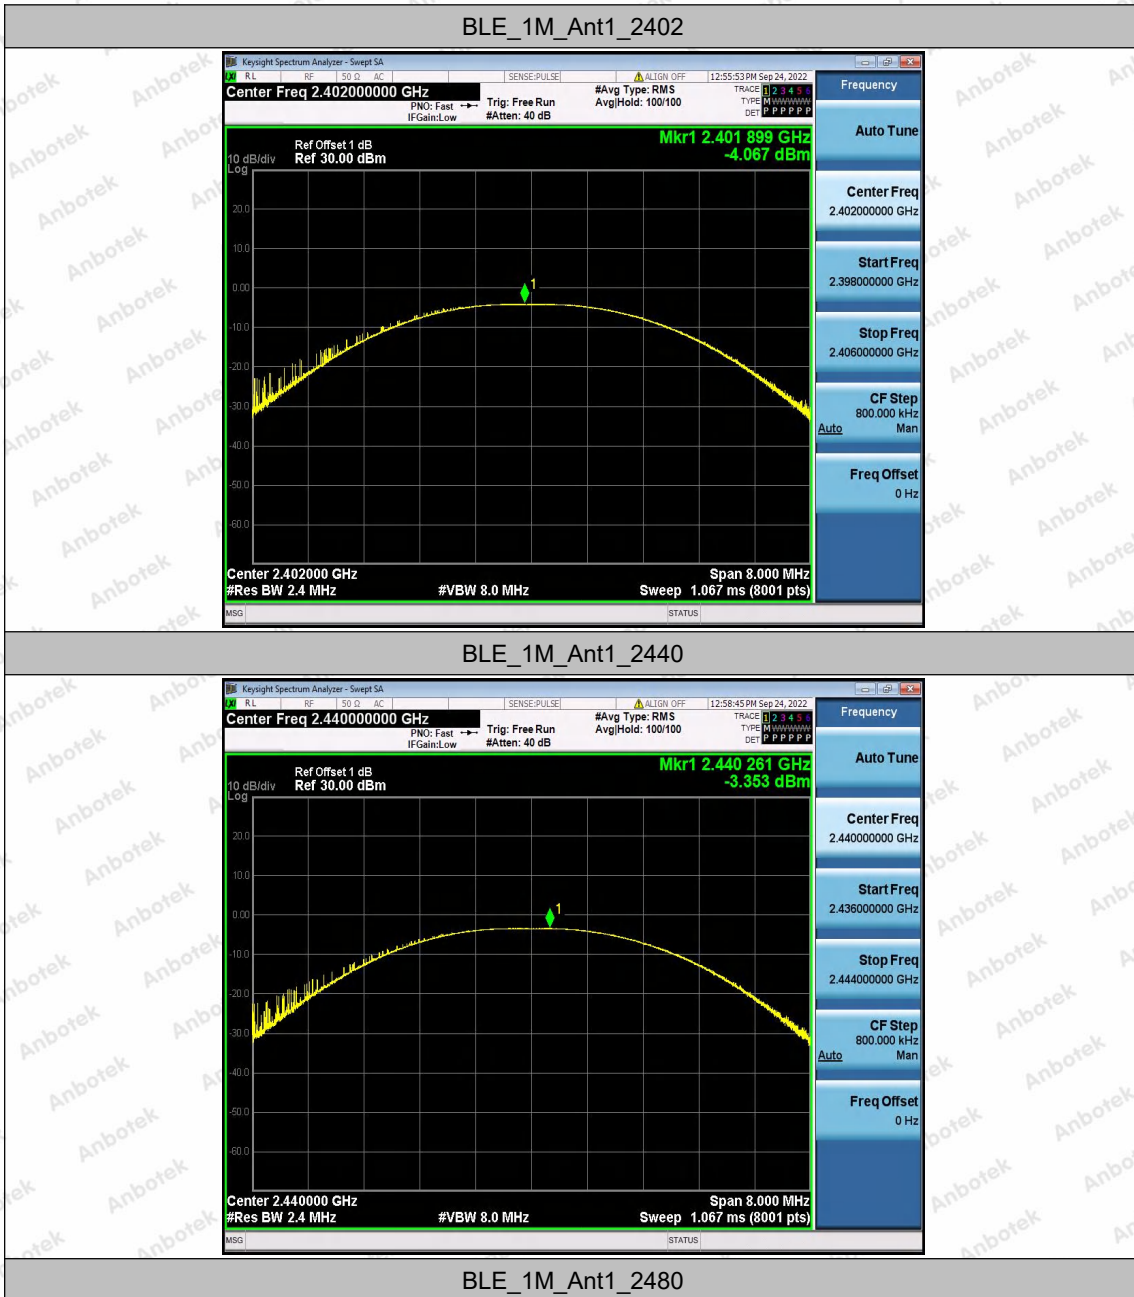 BLE_1M_Ant1_2402
Keysight Spectrum Analyzer - Swept SA
RL RF 50 Ω AC SENSE:PULSE ALIGN OFF 12:55:53 PM Sep 24, 2022
Center Freq 2.402000000 GHz
PNO: Fast
IFGain:Low
Trig: Free Run
#Atten: 40 dB
#Avg Type: RMS
Avg|Hold: 100/100
TRACE 1 2 3 4 5 6
TYPE M W W W W W
DET P P P P P P
Frequency
Mkr1 2.401 899 GHz
-4.067 dBm
Ref Offset 1 dB
10 dB/div Ref 30.00 dBm
Log
20.0
10.0
0.00
-10.0
-20.0
-30.0
-40.0
-50.0
-60.0
1
Center 2.402000 GHz Span 8.000 MHz
#Res BW 2.4 MHz #VBW 8.0 MHz Sweep 1.067 ms (8001 pts)
MSG STATUS
Auto Tune
Center Freq
2.402000000 GHz
Start Freq
2.398000000 GHz
Stop Freq
2.406000000 GHz
CF Step
800.000 kHz
Auto Man
Freq Offset
0 Hz
BLE_1M_Ant1_2440
Keysight Spectrum Analyzer - Swept SA
RL RF 50 Ω AC SENSE:PULSE ALIGN OFF 12:58:45 PM Sep 24, 2022
Center Freq 2.440000000 GHz
PNO: Fast
IFGain:Low
Trig: Free Run
#Atten: 40 dB
#Avg Type: RMS
Avg|Hold: 100/100
TRACE 1 2 3 4 5 6
TYPE M W W W W W
DET P P P P P P
Frequency
Mkr1 2.440 261 GHz
-3.353 dBm
Ref Offset 1 dB
10 dB/div Ref 30.00 dBm
Log
20.0
10.0
0.00
-10.0
-20.0
-30.0
-40.0
-50.0
-60.0
1
Center 2.440000 GHz Span 8.000 MHz
#Res BW 2.4 MHz #VBW 8.0 MHz Sweep 1.067 ms (8001 pts)
MSG STATUS
Auto Tune
Center Freq
2.440000000 GHz
Start Freq
2.436000000 GHz
Stop Freq
2.444000000 GHz
CF Step
800.000 kHz
Auto Man
Freq Offset
0 Hz
BLE_1M_Ant1_2480
Anbotek